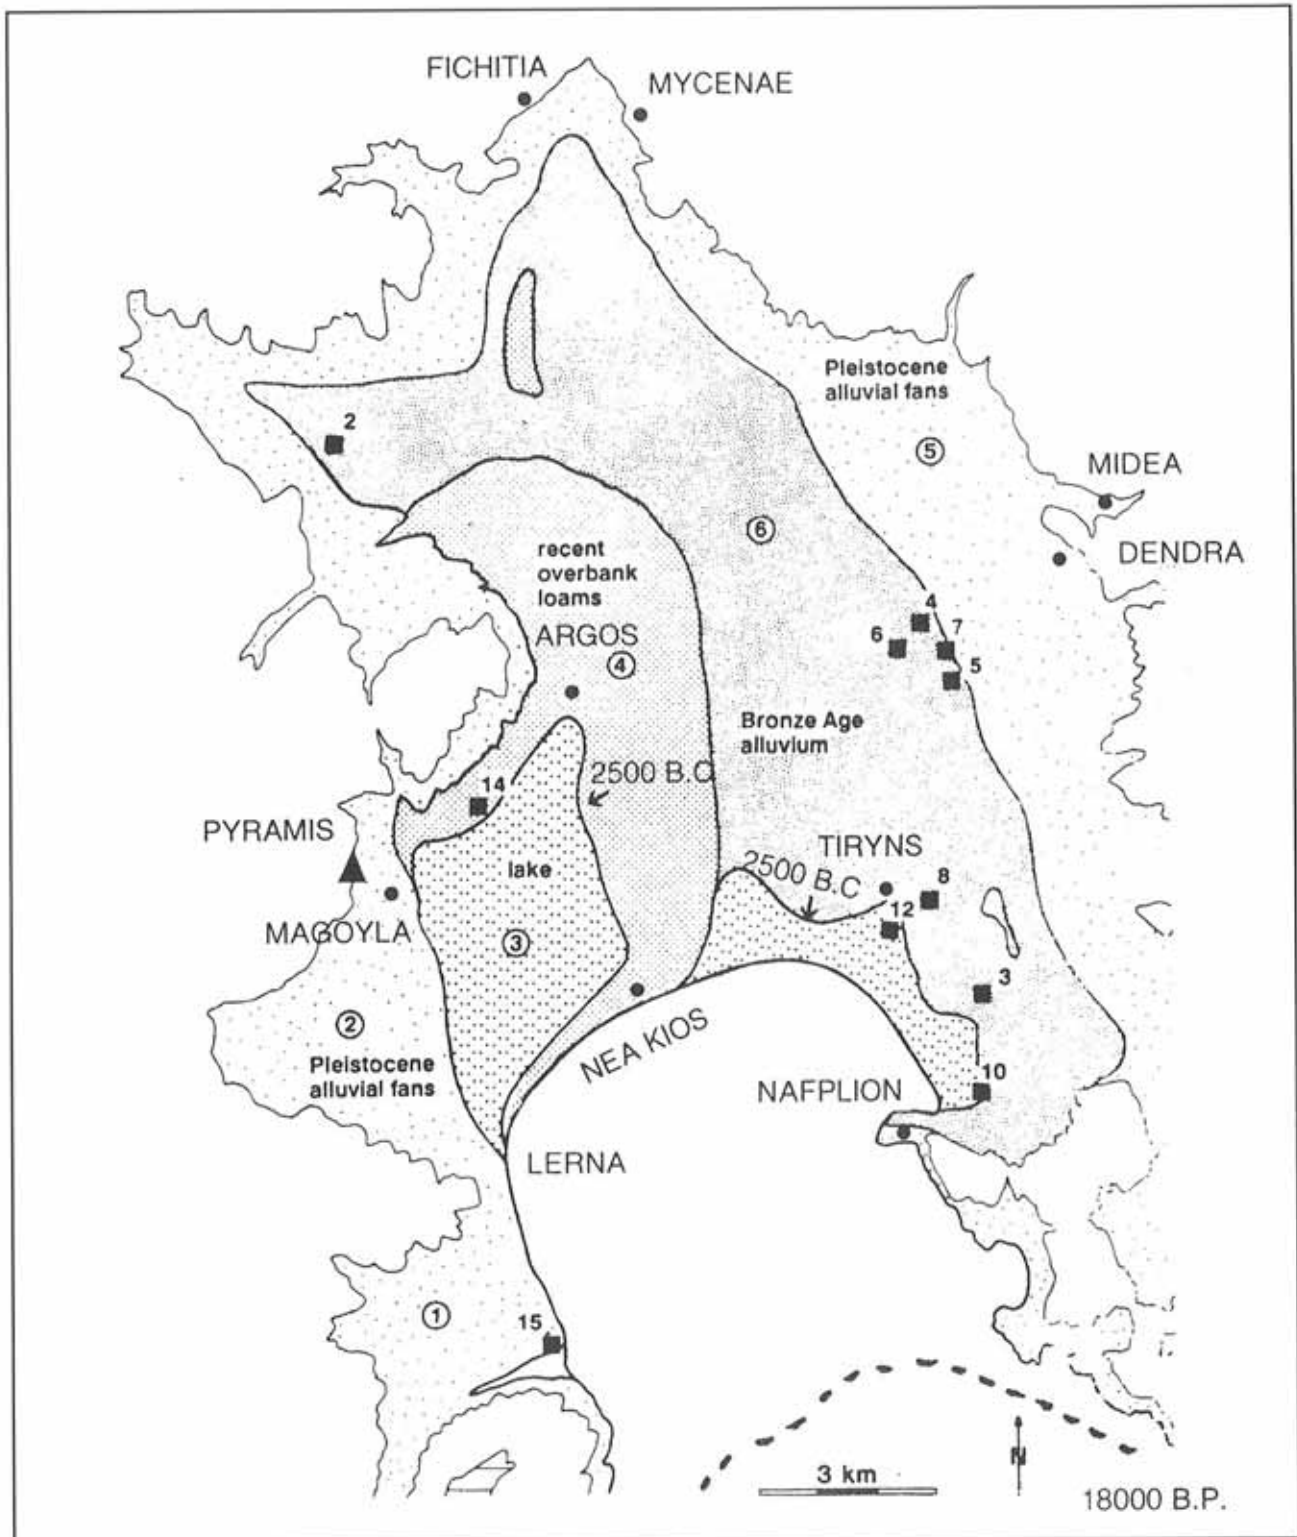 FICHITIA
MYCENAE
Pleistocene
alluvial fans
5
2
MIDEA
6
DENDRA
recent
overbank
loams
4
7
6
ARGOS
4
5
Bronze Age
alluvium
2500 B.C
14
PYRAMIS
TIRYNS
2500 B.C
lake
8
12
MAGOYLA
3
3
2
NEA KIOS
Pleistocene
alluvial fans
10
NAFPLION
LERNA
1
15
N
3 km
18000 B.P.